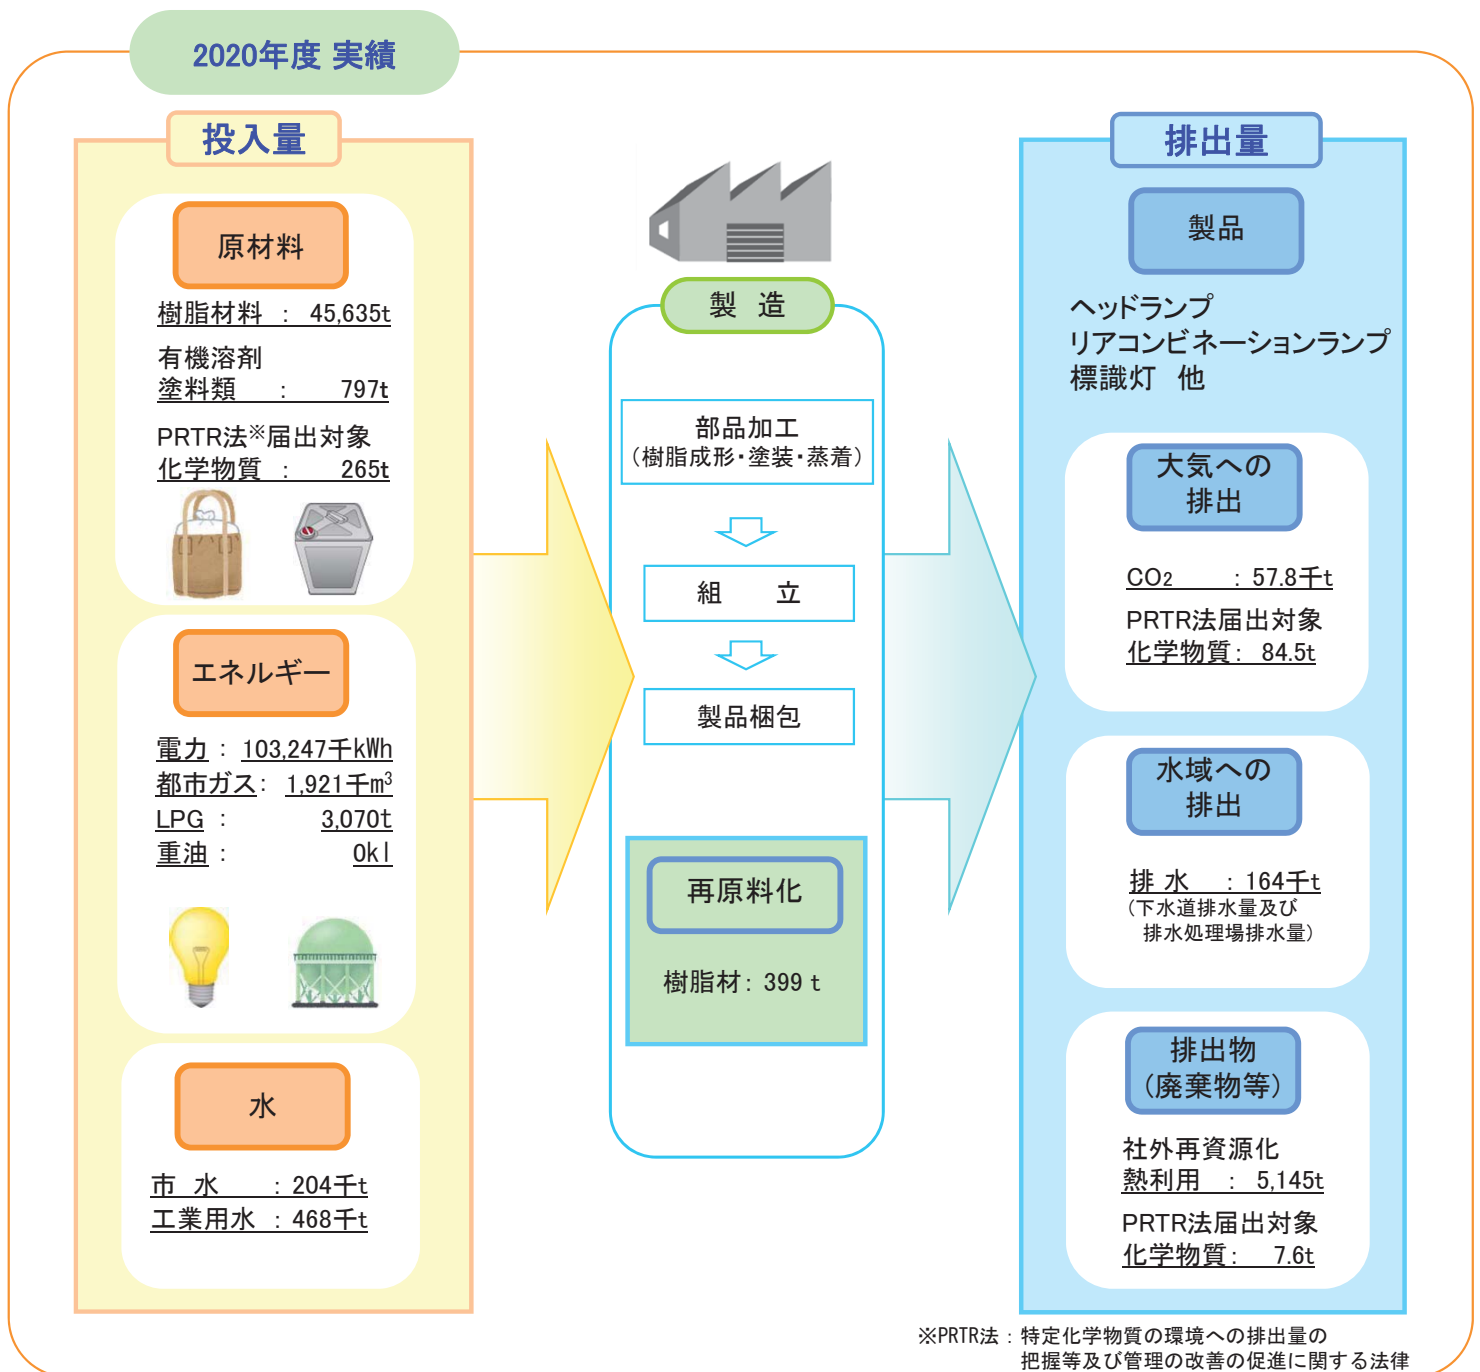 2020年度 実績
投入量
原材料
樹脂材料 : 45,635t
有機溶剤
塗料類 : 797t
PRTR法※届出対象
化学物質 : 265t
エネルギー
電力 : 103,247千kWh
都市ガス: 1,921千m³
LPG : 3,070t
重油 : 0kl
水
市 水 : 204千t
工業用水 : 468千t
製 造
部品加工
(樹脂成形・塗装・蒸着)
組 立
製品梱包
再原料化
樹脂材: 399 t
排出量
製品
ヘッドランプ
リアコンビネーションランプ
標識灯 他
大気への
排出
CO₂ : 57.8千t
PRTR法届出対象
化学物質: 84.5t
水域への
排出
排 水 : 164千t
(下水道排水量及び
排水処理場排水量)
排出物
(廃棄物等)
社外再資源化
熱利用 : 5,145t
PRTR法届出対象
化学物質: 7.6t
※PRTR法 : 特定化学物質の環境への排出量の
把握等及び管理の改善の促進に関する法律